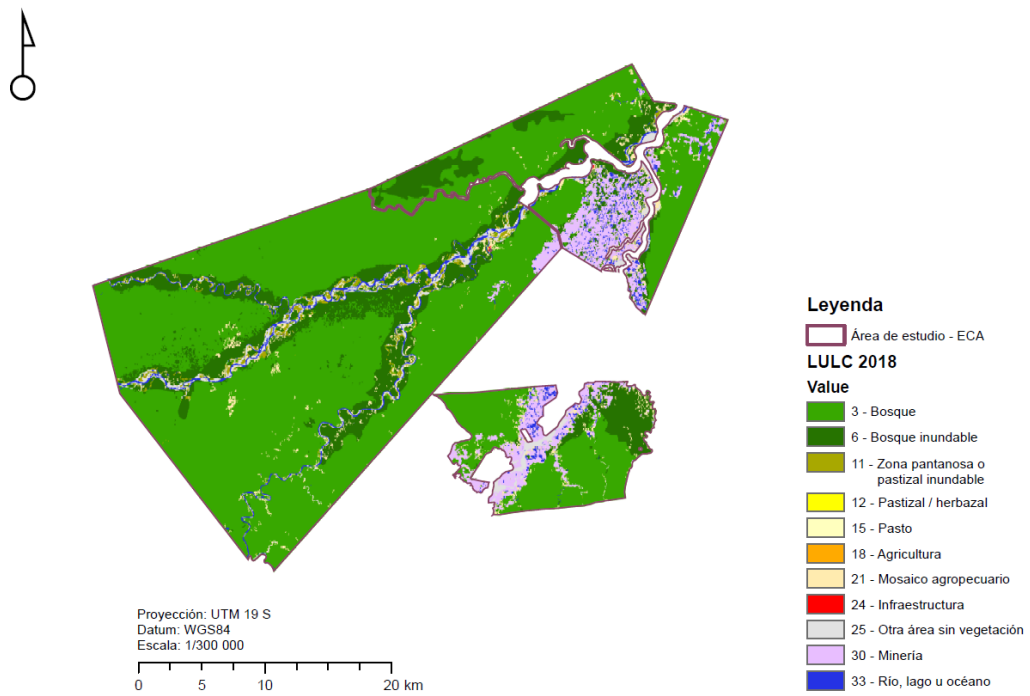 Leyenda
Área de estudio - ECA
LULC 2018
Value
3 - Bosque
6 - Bosque inundable
11 - Zona pantanosa o
pastizal inundable
12 - Pastizal / herbazal
15 - Pasto
18 - Agricultura
21 - Mosaico agropecuario
24 - Infraestructura
25 - Otra área sin vegetación
30 - Minería
33 - Río, lago u océano
Proyección: UTM 19 S
Datum: WGS84
Escala: 1/300 000
0 5 10 20 km